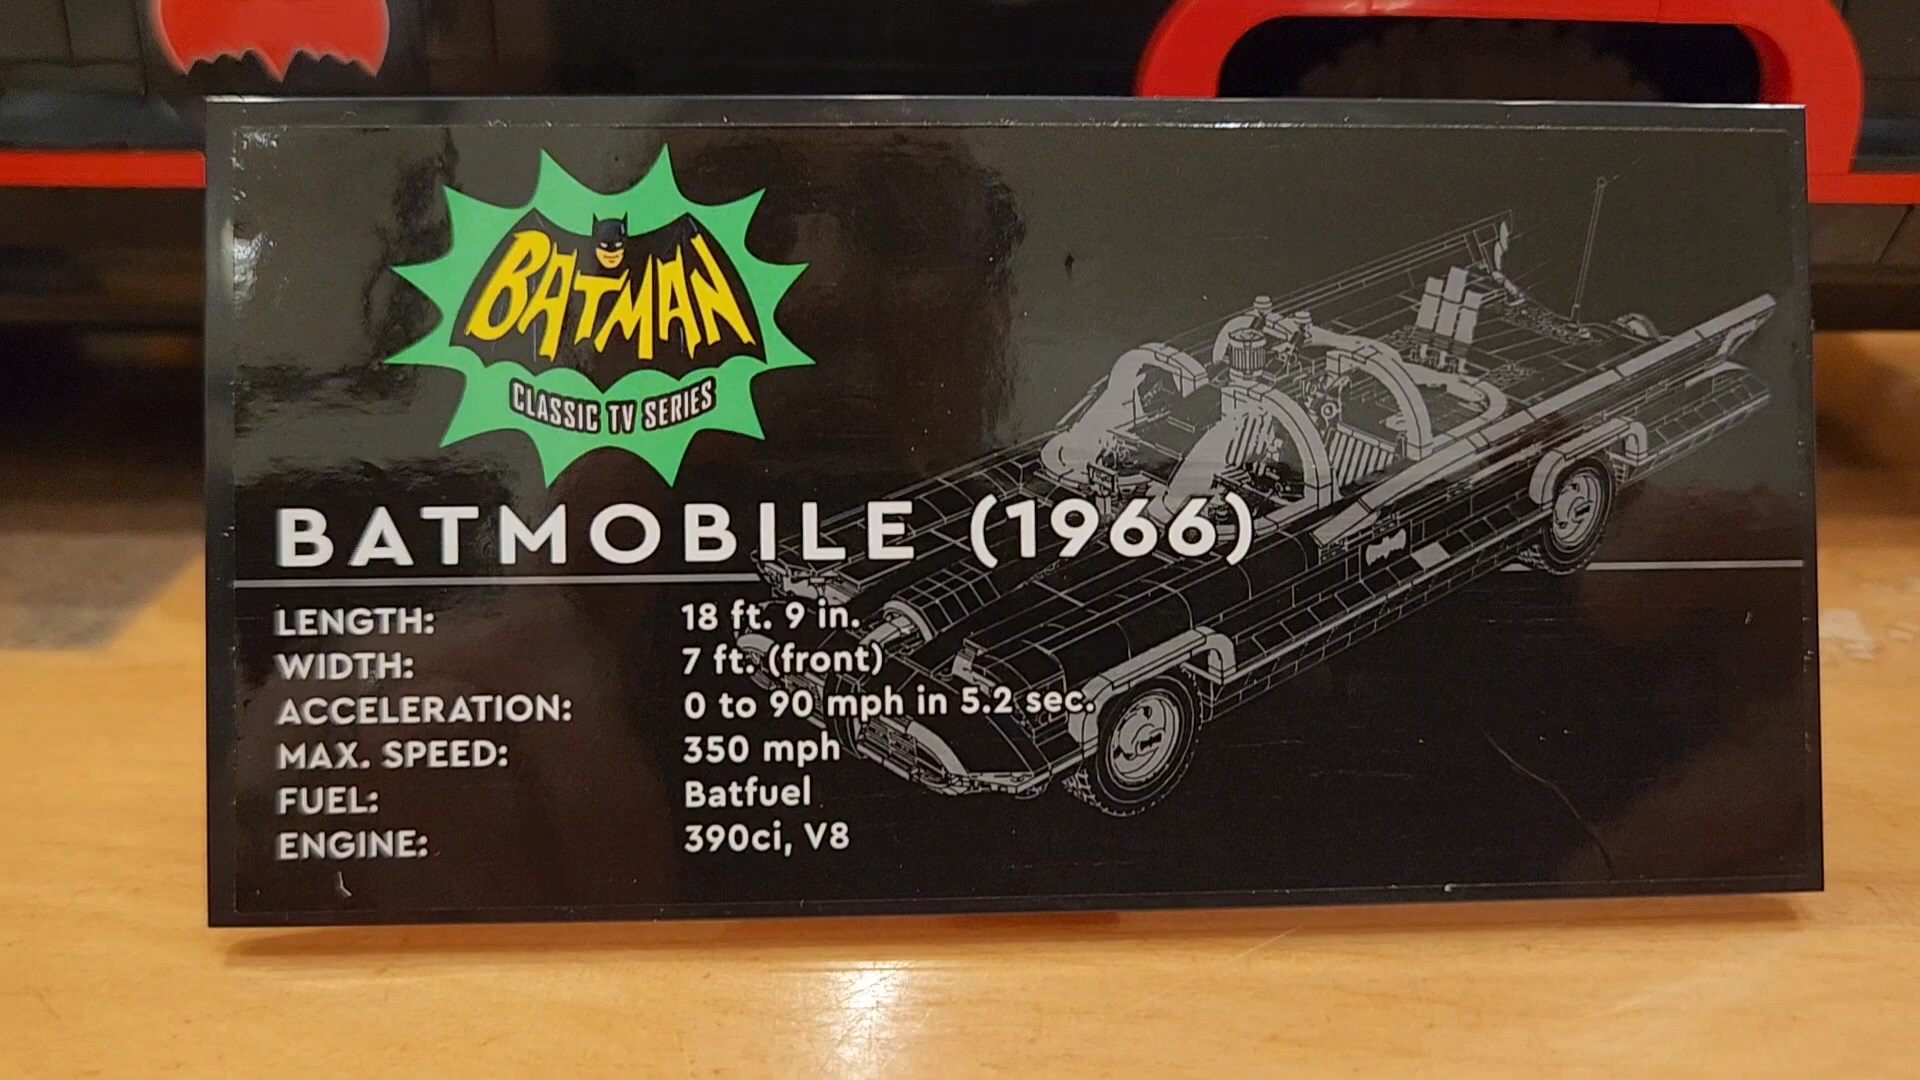 BATMAN
CLASSIC TV SERIES
BATMOBILE (1966)
LENGTH: 18 ft. 9 in.
WIDTH: 7 ft. (front)
ACCELERATION: 0 to 90 mph in 5.2 sec.
MAX. SPEED: 350 mph
FUEL: Batfuel
ENGINE: 390ci, V8